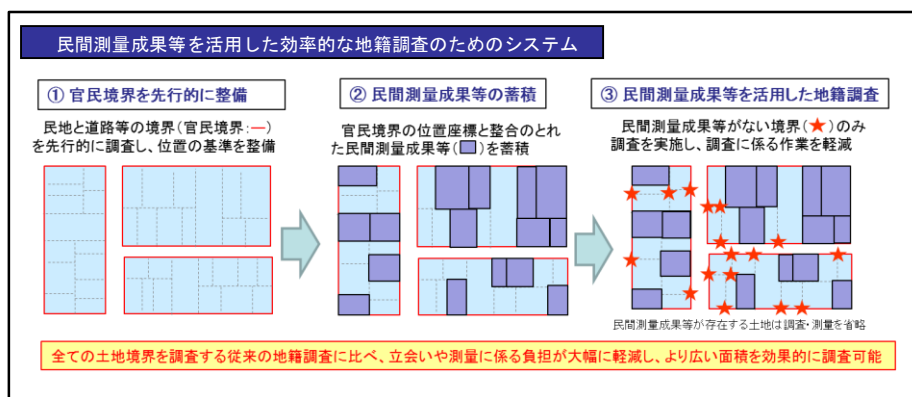 民間測量成果等を活用した効率的な地籍調査のためのシステム
① 官民境界を先行的に整備
民地と道路等の境界(官民境界:―)
を先行的に調査し、位置の基準を整備
② 民間測量成果等の蓄積
官民境界の位置座標と整合のとれ
た民間測量成果等(■)を蓄積
③ 民間測量成果等を活用した地籍調査
民間測量成果等がない境界(★)のみ
調査を実施し、調査に係る作業を軽減
民間測量成果等が存在する土地は調査・測量を省略
全ての土地境界を調査する従来の地籍調査に比べ、立会いや測量に係る負担が大幅に軽減し、より広い面積を効果的に調査可能